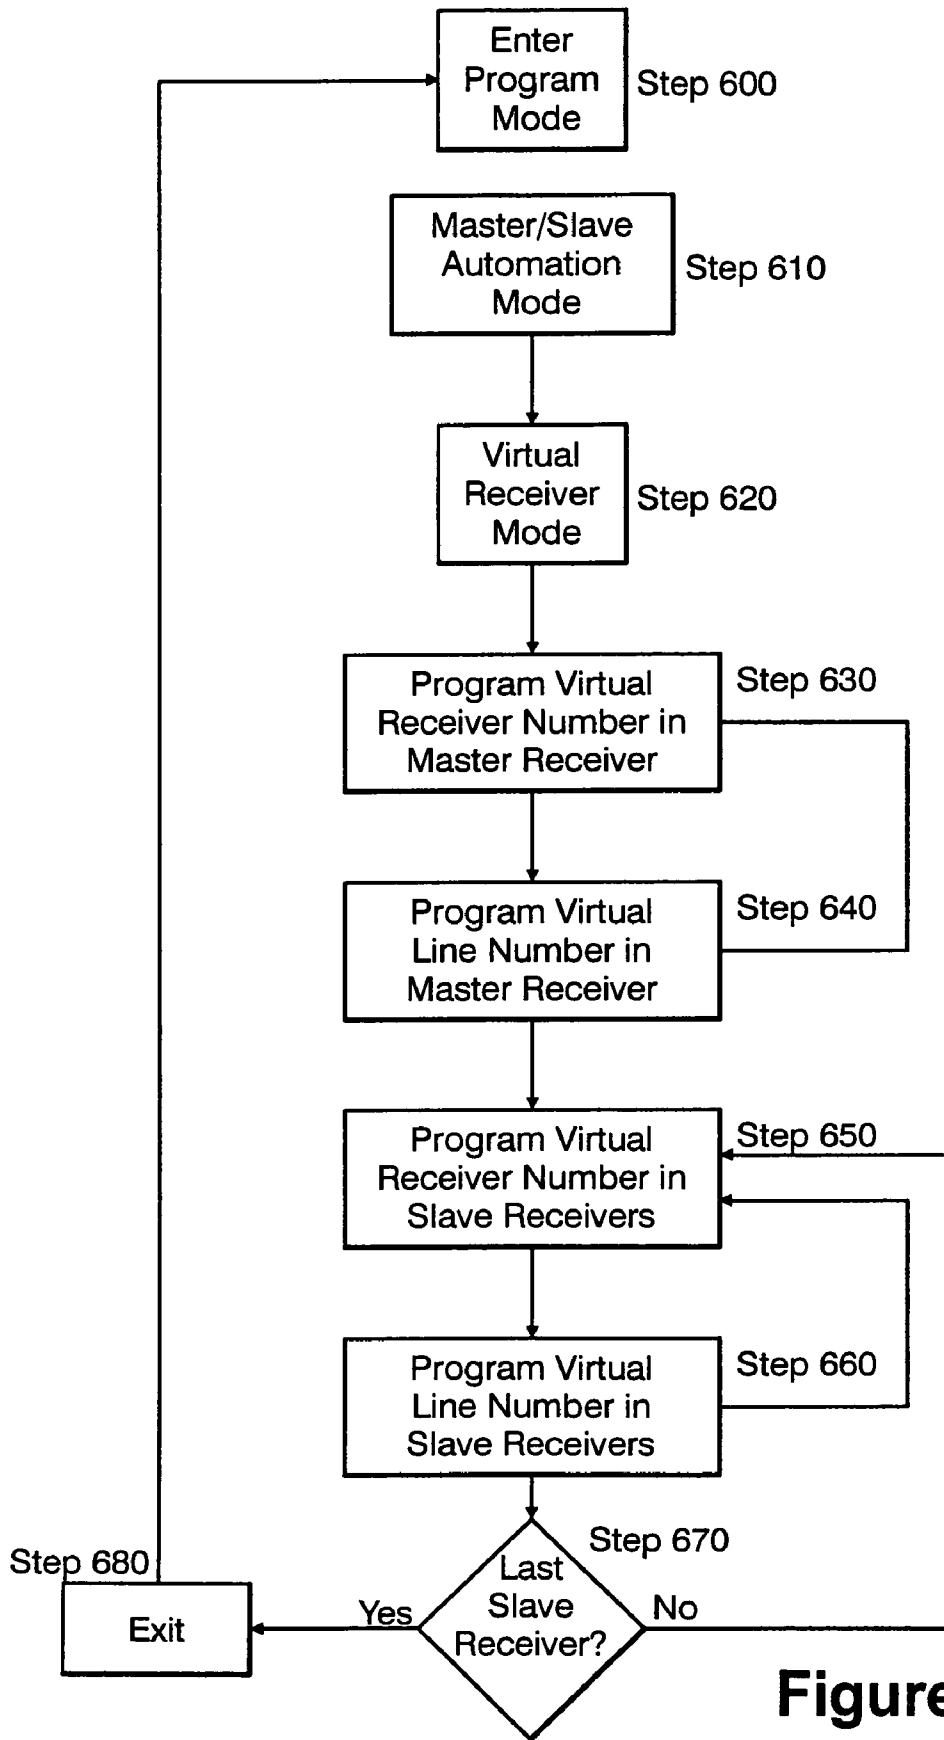 Enter
Program
Mode
Step 600
Master/Slave
Automation
Mode
Step 610
Virtual
Receiver
Mode
Step 620
Program Virtual
Receiver Number in
Master Receiver
Step 630
Program Virtual
Line Number in
Master Receiver
Step 640
Program Virtual
Receiver Number in
Slave Receivers
Step 650
Program Virtual
Line Number in
Slave Receivers
Step 660
Step 670
Last
Slave
Receiver?
Yes
No
Step 680
Exit
Figure